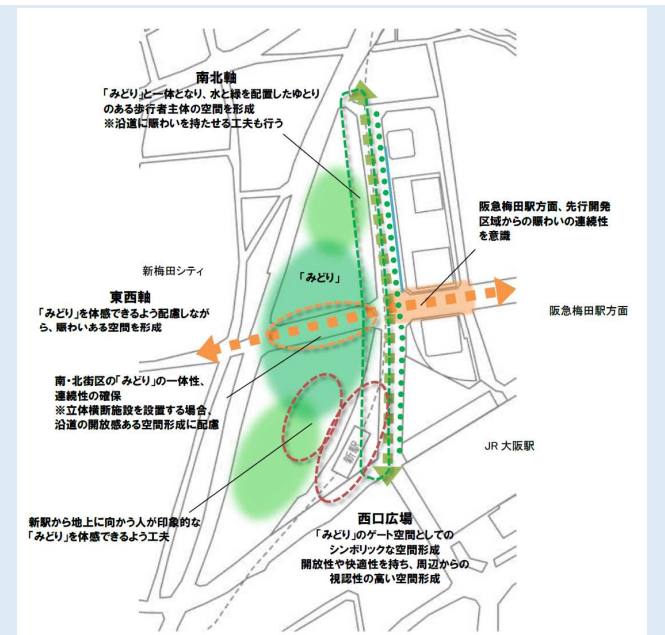 南北軸
「みどり」と一体となり、水と緑を配置したゆとり
のある歩行者主体の空間を形成
※沿道に賑わいを持たせる工夫も行う
阪急梅田駅方面、先行開発
区域からの賑わいの連続性
を意識
新梅田シティ
「みどり」
東西軸
「みどり」を体感できるよう配慮しなが
ら、賑わいある空間を形成
阪急梅田駅方面
南・北街区の「みどり」の一体性、
連続性の確保
※立体横断施設を設置する場合、
沿道の開放感ある空間形成に配慮
JR 大阪駅
新駅
新駅から地上に向かう人が印象的な
「みどり」を体感できるよう工夫
西口広場
「みどり」のゲート空間としての
シンボリックな空間形成
開放性や快適性を持ち、周辺からの
視認性の高い空間形成